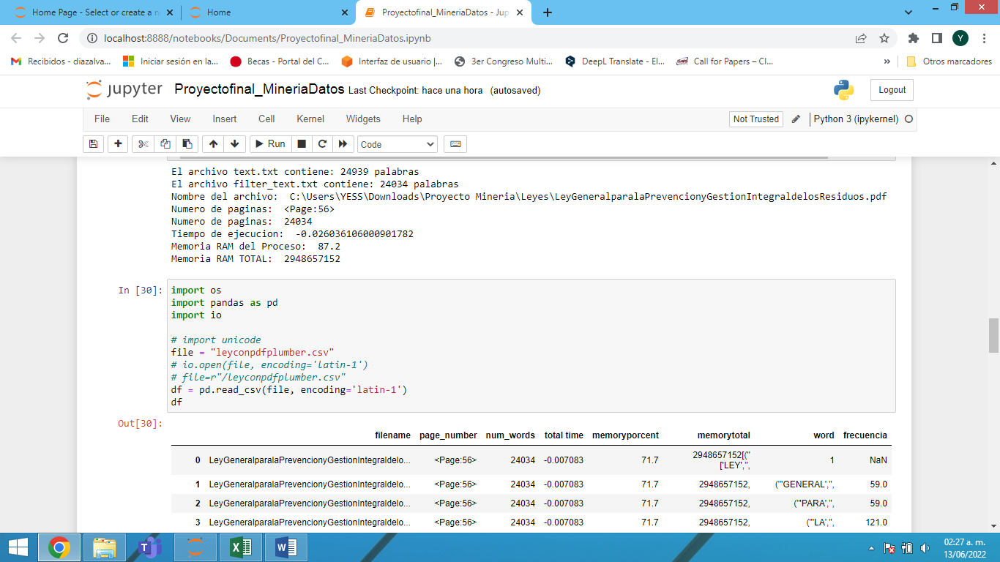 Home Page - Select or create a n
Home
Proyectofinal_MineriaDatos - Jup
localhost:8888/notebooks/Documents/Proyectofinal_MineriaDatos.ipynb
Y
Recibidos - diazalva...
Iniciar sesión en la...
Becas - Portal del C...
Interfaz de usuario |...
3er Congreso Multi...
DeepL Translate - El...
Call for Papers – Cl...
»
Otros marcadores
jupyter Proyectofinal_MineriaDatos Last Checkpoint: hace una hora (autosaved)
Logout
File Edit View Insert Cell Kernel Widgets Help
Not Trusted
Python 3 (ipykernel)
Run
Code
El archivo text.txt contiene: 24939 palabras
El archivo filter_text.txt contiene: 24034 palabras
Nombre del archivo:  C:\Users\YESS\Downloads\Proyecto Mineria\Leyes\LeyGeneralparalaPrevencionyGestionIntegraldelosResiduos.pdf
Numero de paginas:  <Page:56>
Numero de paginas:  24034
Tiempo de ejecucion:  -0.026036106000901782
Memoria RAM del Proceso:  87.2
Memoria RAM TOTAL:  2948657152
In [30]:
import os
import pandas as pd
import io
# import unicode
file = "leyconpdfplumber.csv"
# io.open(file, encoding='latin-1')
# file=r"/leyconpdfplumber.csv"
df = pd.read_csv(file, encoding='latin-1')
df
Out[30]:
filename page_number num_words total time memoryporcent memorytotal word frecuencia
0 LeyGeneralparalaPrevencionyGestionIntegraldelo... <Page:56> 24034 -0.007083 71.7 2948657152[("
['LEY','', 1 NaN
1 LeyGeneralparalaPrevencionyGestionIntegraldelo... <Page:56> 24034 -0.007083 71.7 2948657152, ('"GENERAL','', 59.0
2 LeyGeneralparalaPrevencionyGestionIntegraldelo... <Page:56> 24034 -0.007083 71.7 2948657152, ('"PARA','', 59.0
3 LeyGeneralparalaPrevencionyGestionIntegraldelo... <Page:56> 24034 -0.007083 71.7 2948657152, ('"LA','', 121.0
02:27 a. m.
13/06/2022